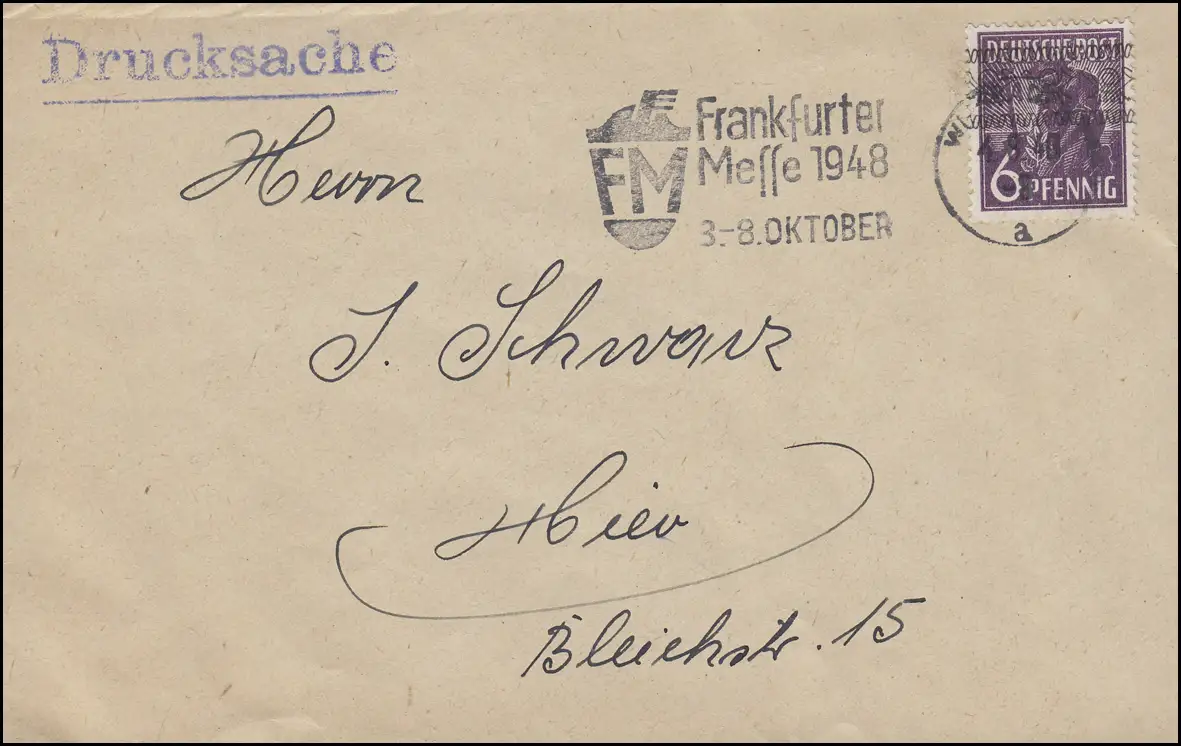 Drucksache
DEUTSCHE POST
6 PFENNIG
FM
Frankfurter
Messe 1948
3.-8. OKTOBER
a
Herrn
J. Schwarz
Hier
Bleichstr. 15